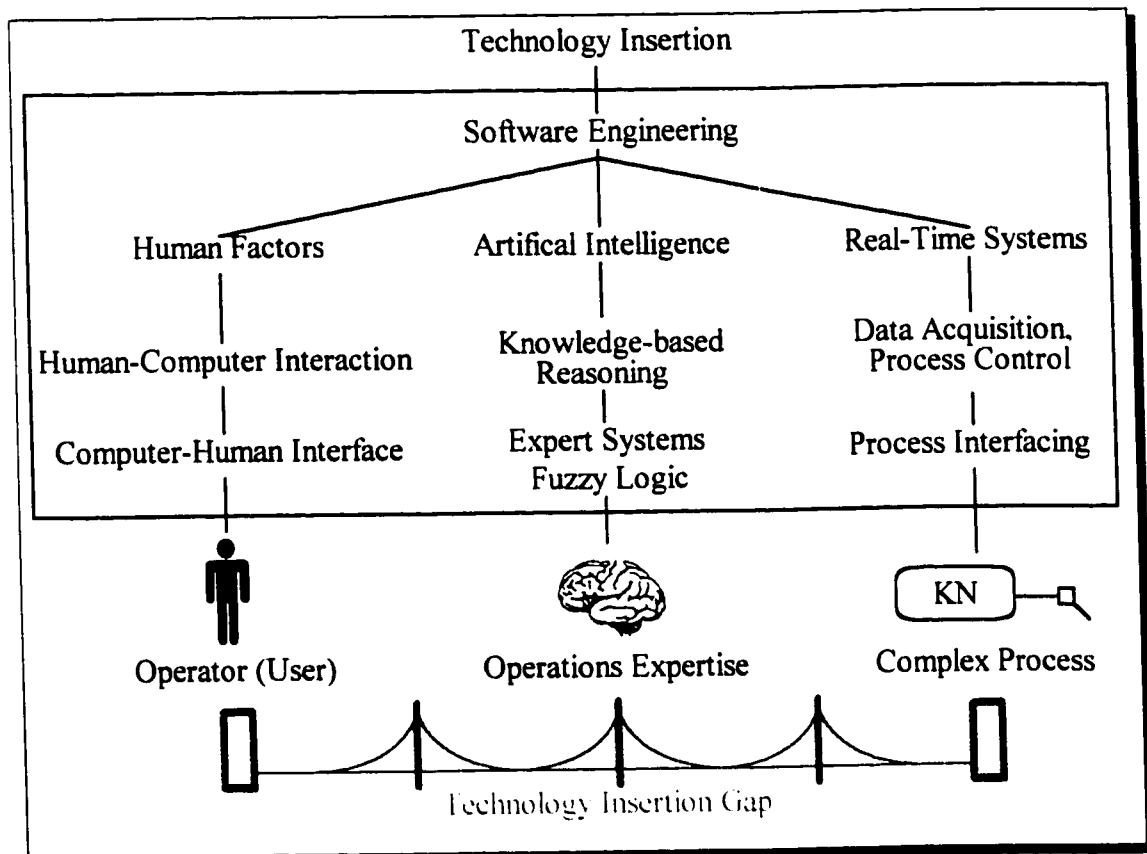 Technology Insertion
Software Engineering
Human Factors
Artifical Intelligence
Real-Time Systems
Human-Computer Interaction
Knowledge-based
Reasoning
Data Acquisition,
Process Control
Computer-Human Interface
Expert Systems
Fuzzy Logic
Process Interfacing
KN
Operator (User)
Operations Expertise
Complex Process
Technology Insertion Gap